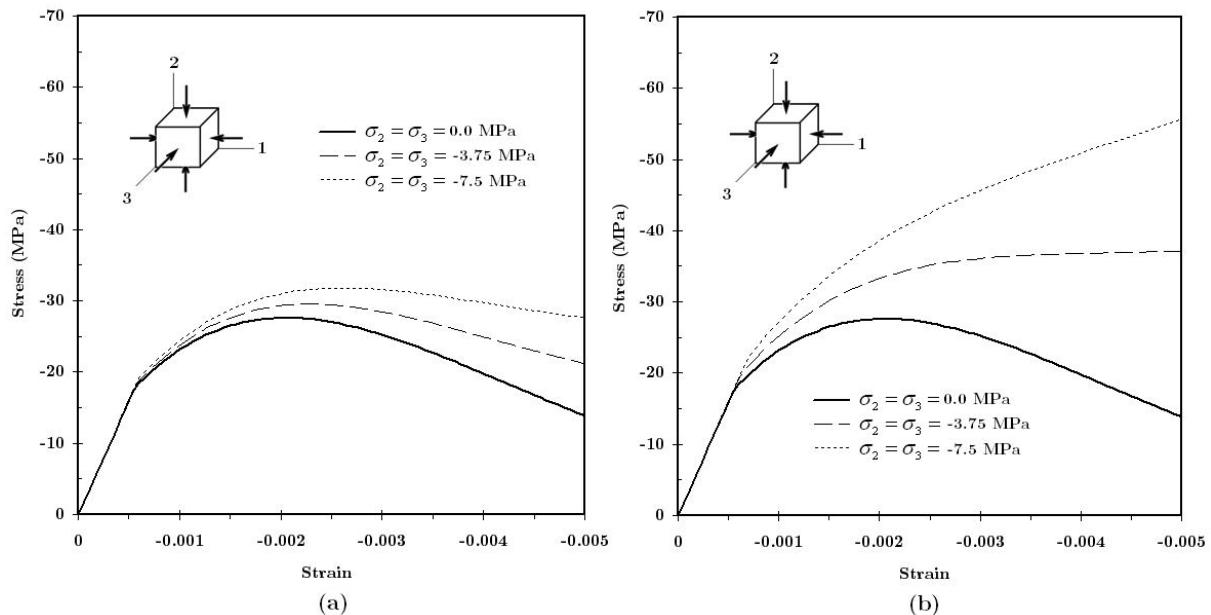 -70
-60
-50
-40
-30
-20
-10
0
Stress (MPa)
2
1
3
σ₂ = σ₃ = 0.0 MPa
σ₂ = σ₃ = -3.75 MPa
σ₂ = σ₃ = -7.5 MPa
0 -0.001 -0.002 -0.003 -0.004 -0.005
Strain
(a)
-70
-60
-50
-40
-30
-20
-10
0
Stress (MPa)
2
1
3
σ₂ = σ₃ = 0.0 MPa
σ₂ = σ₃ = -3.75 MPa
σ₂ = σ₃ = -7.5 MPa
0 -0.001 -0.002 -0.003 -0.004 -0.005
Strain
(b)